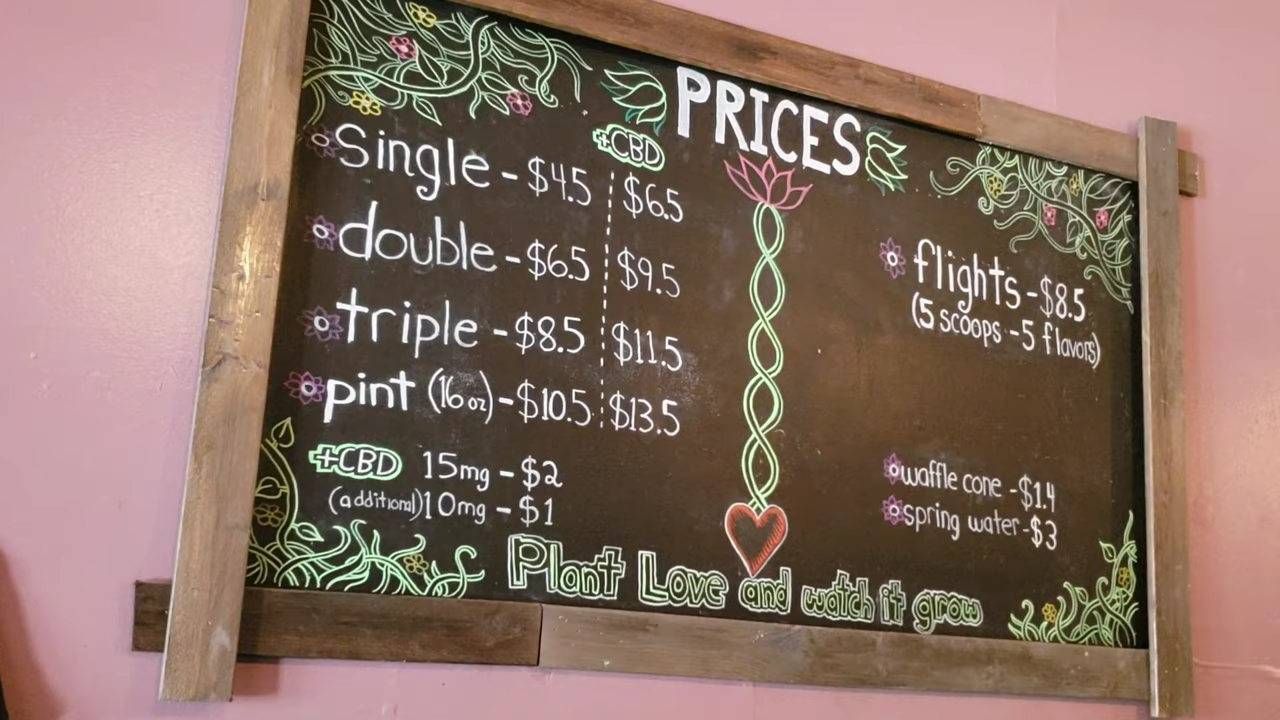 PRICES
+CBD
Single - $4.5 $6.5
double - $6.5 $9.5
triple - $8.5 $11.5
pint (16oz) - $10.5 $13.5
+CBD 15mg - $2
(additional) 10mg - $1
flights - $8.5
(5 scoops - 5 flavors)
waffle cone - $1.4
spring water - $3
Plant Love and watch it grow